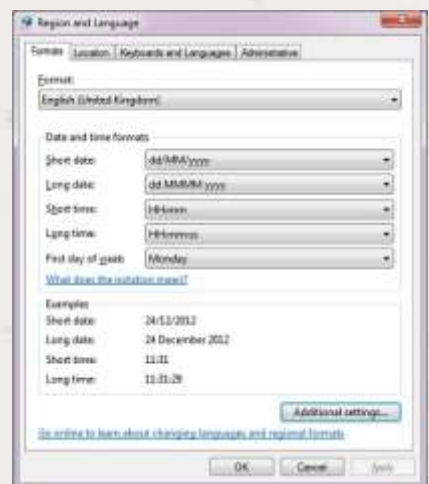 Region and Language
Formats Location Keyboards and Languages Administrative
Format:
English (United Kingdom)
Date and time formats
Short date: dd/MM/yyyy
Long date: dd MMMM yyyy
Short time: HH:mm
Long time: HH:mm:ss
First day of week: Monday
What does the notation mean?
Examples
Short date: 24/12/2012
Long date: 24 December 2012
Short time: 11:31
Long time: 11:31:29
Additional settings...
Go online to learn about changing languages and regional formats
OK Cancel Apply